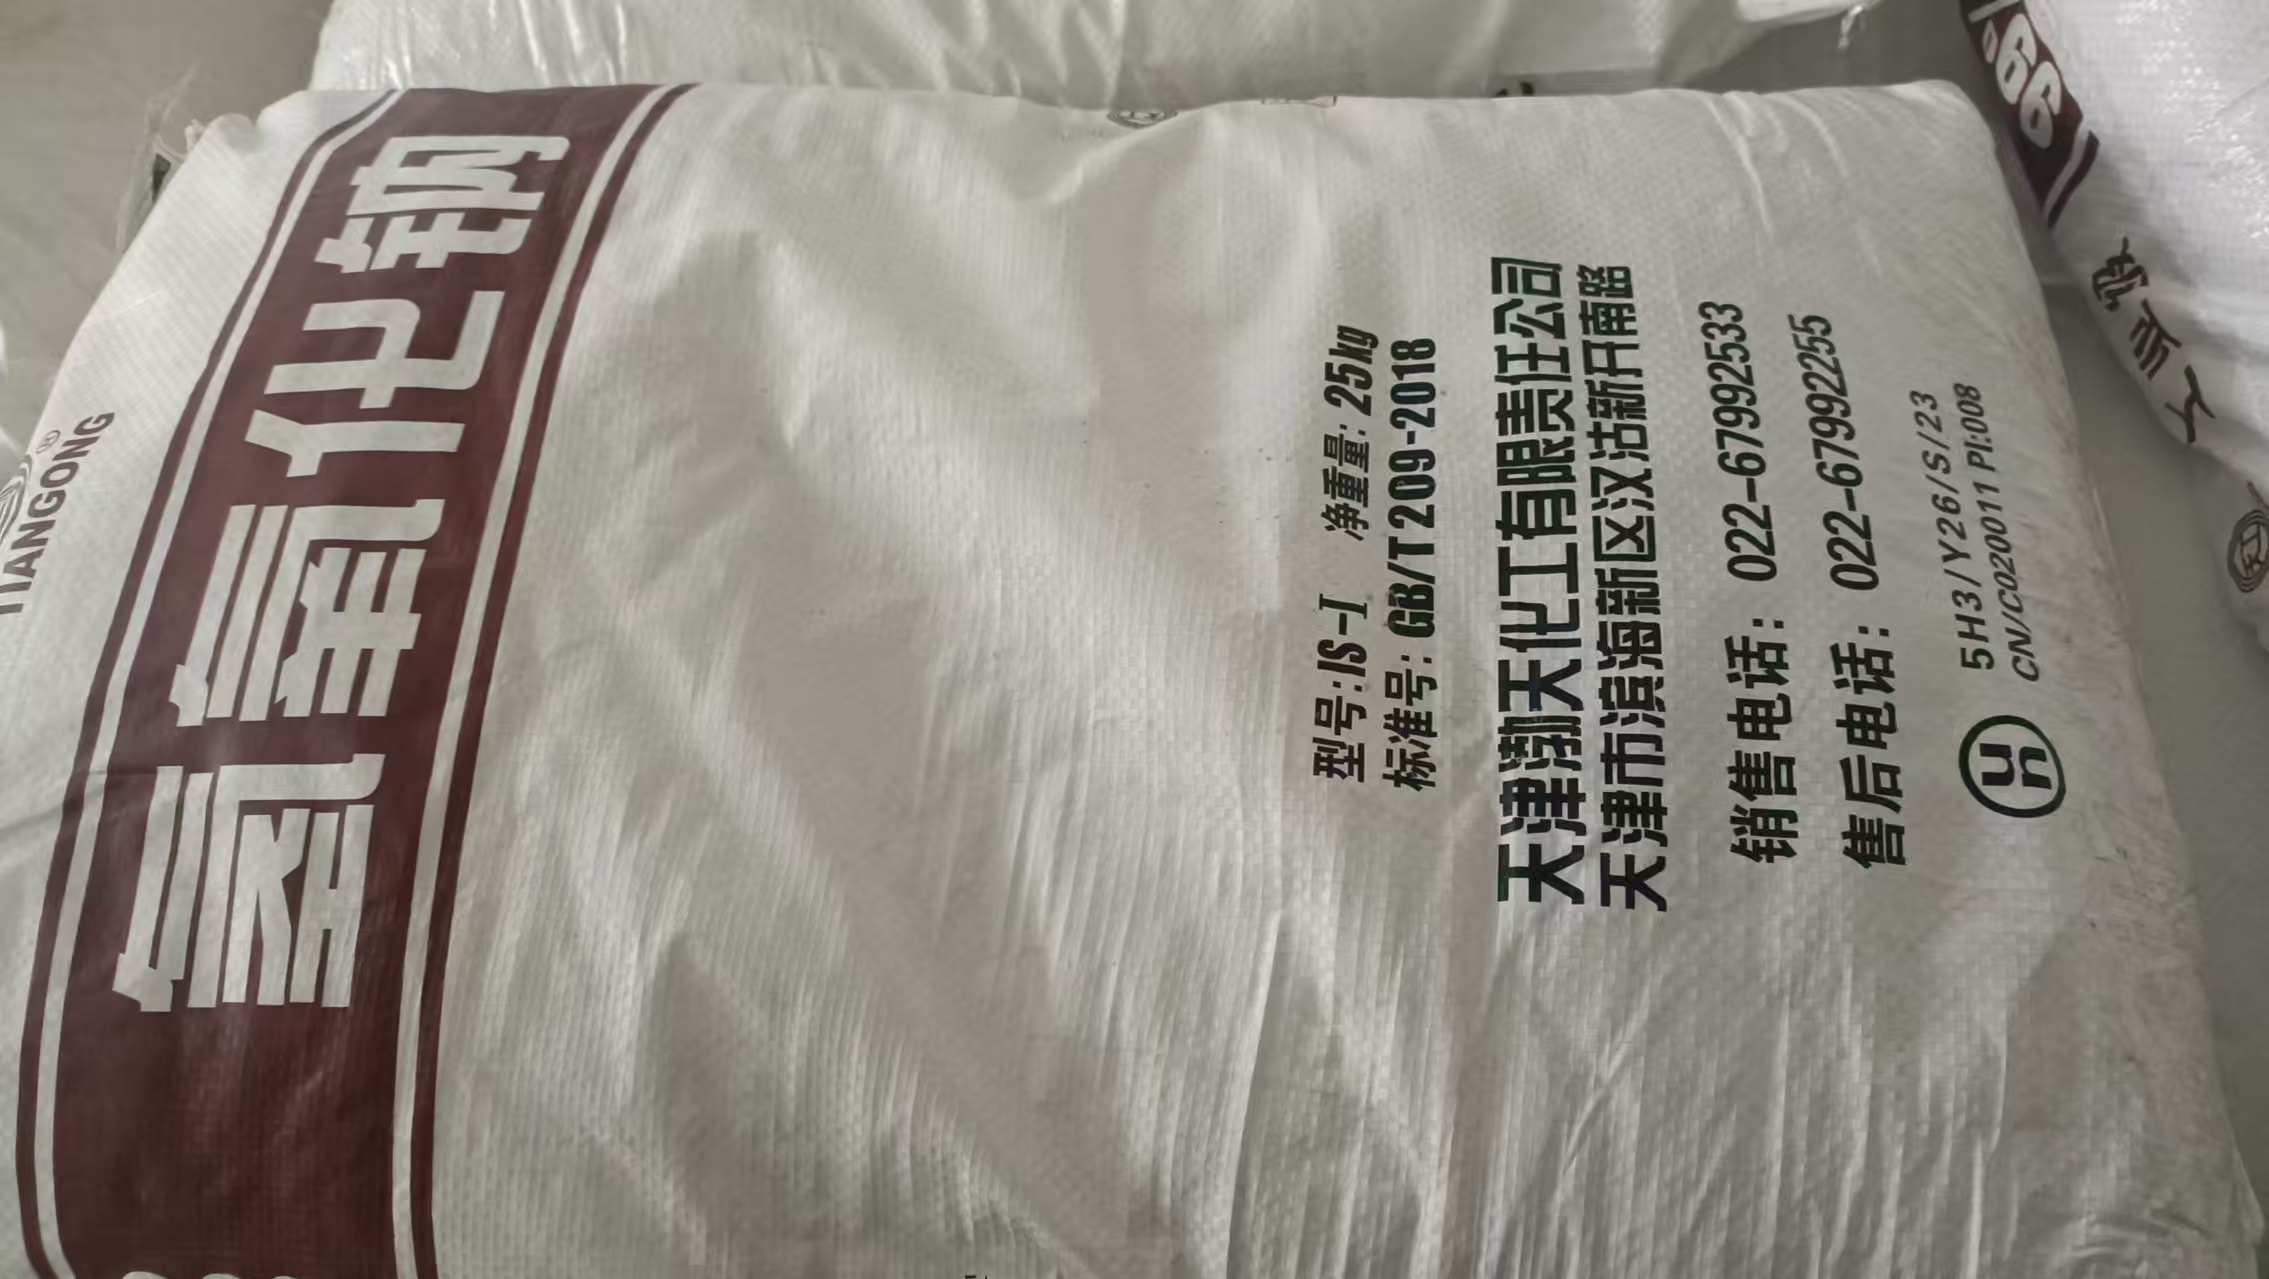 TIANGONG
®
氢氧化钠
型号:IS-I 净重量: 25kg
标准号: GB/T209-2018
天津渤天化工有限责任公司
天津市滨海新区汉沽新开南路
销售电话: 022-67992533
售后电话: 022-67992255
un
5H3/Y26/S/23
CN/C020011 PI:008